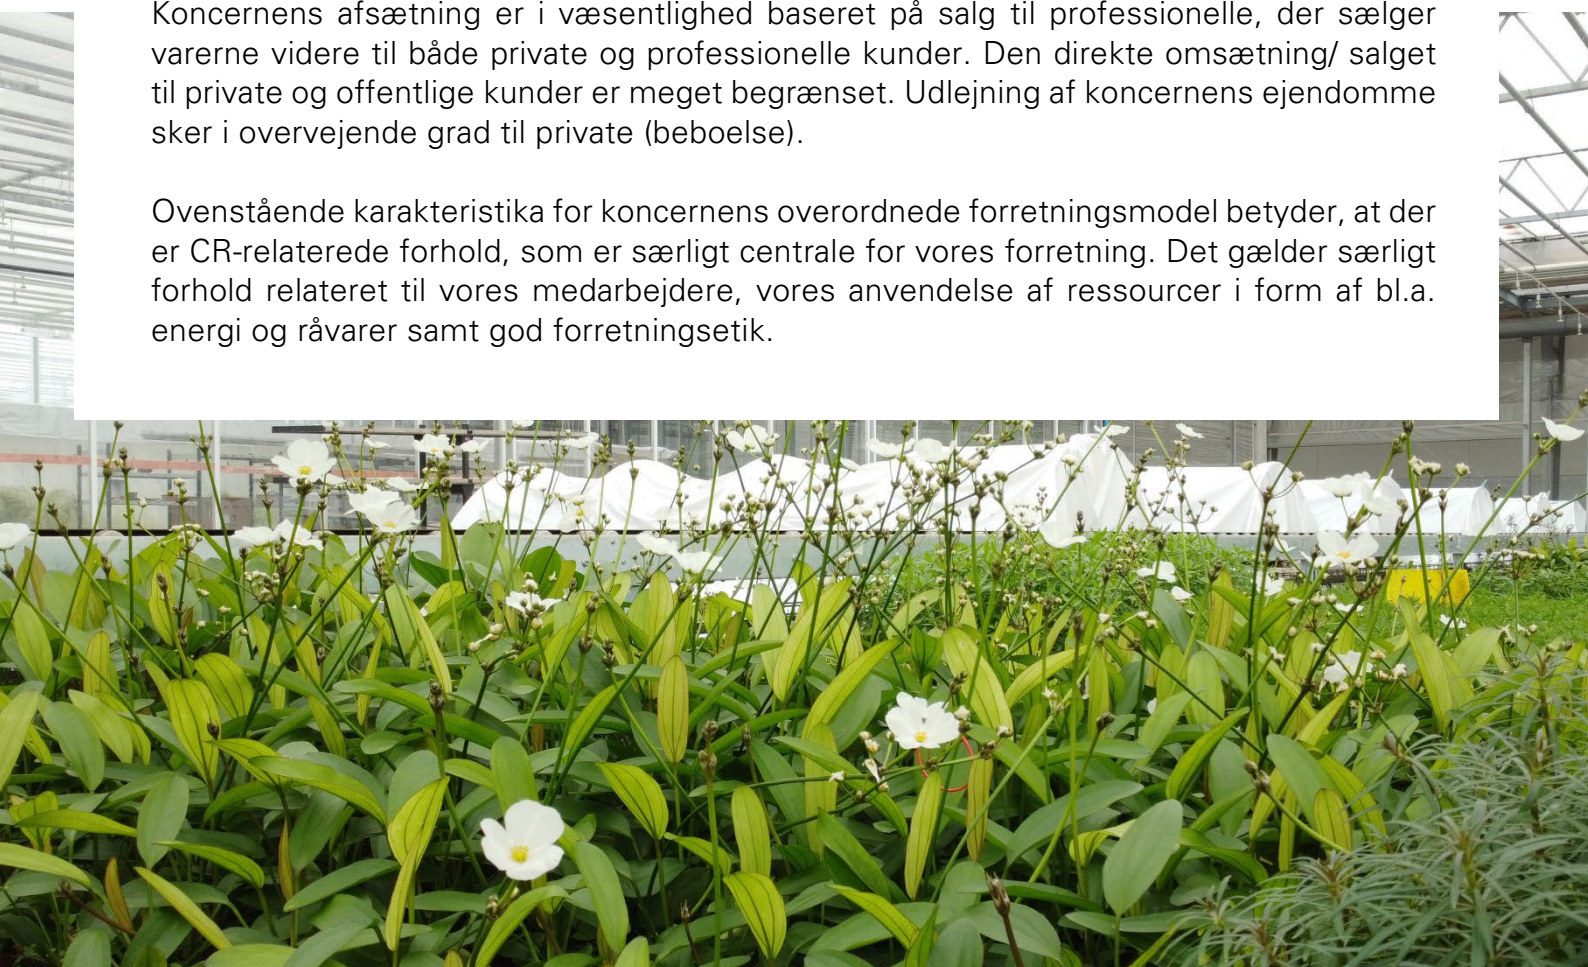 Koncernens afsætning er i væsentlighed baseret på salg til professionelle, der sælger
varerne videre til både private og professionelle kunder. Den direkte omsætning/ salget
til private og offentlige kunder er meget begrænset. Udlejning af koncernens ejendomme
sker i overvejende grad til private (beboelse).
Ovenstående karakteristika for koncernens overordnede forretningsmodel betyder, at der
er CR-relaterede forhold, som er særligt centrale for vores forretning. Det gælder særligt
forhold relateret til vores medarbejdere, vores anvendelse af ressourcer i form af bl.a.
energi og råvarer samt god forretningsetik.